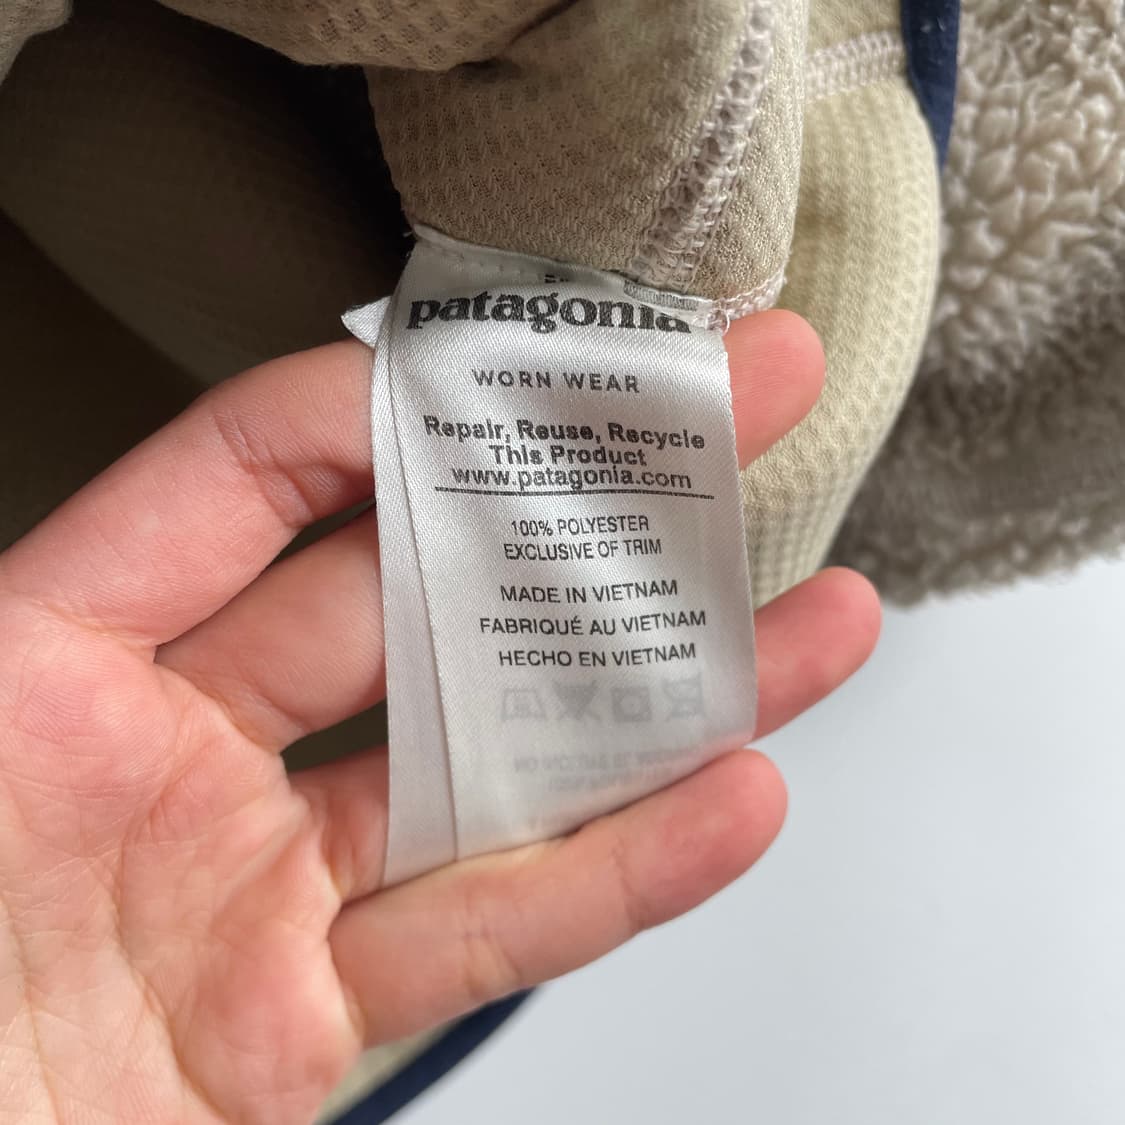 patagonia
WORN WEAR
Repair, Reuse, Recycle
This Product
www.patagonia.com
100% POLYESTER
EXCLUSIVE OF TRIM
MADE IN VIETNAM
FABRIQUÉ AU VIETNAM
HECHO EN VIETNAM